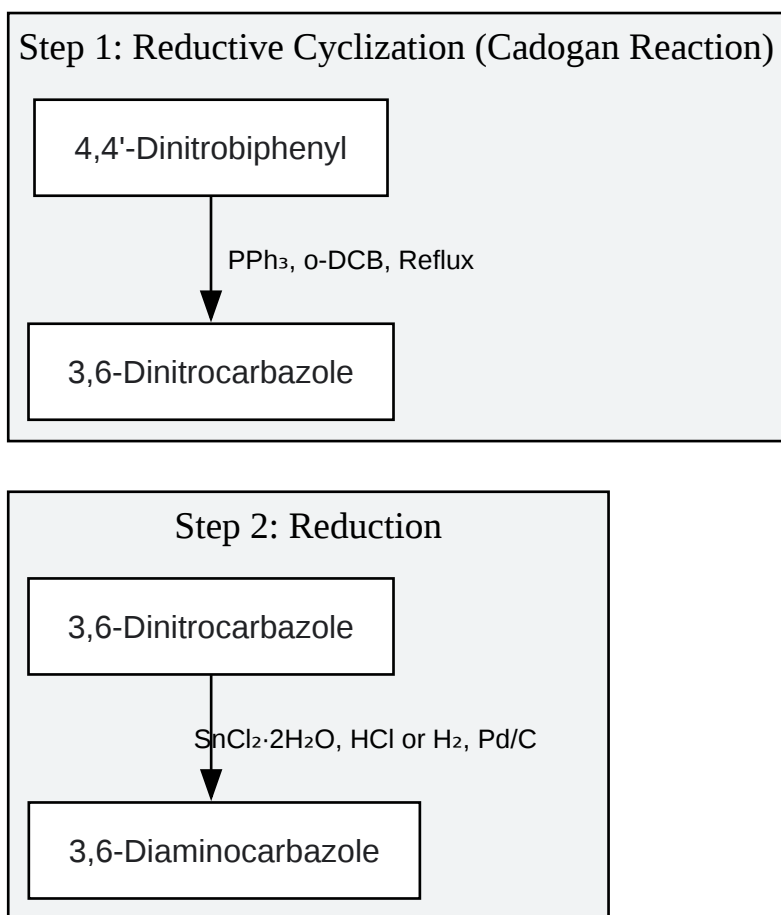 Step 1: Reductive Cyclization (Cadogan Reaction)
4,4'-Dinitrobiphenyl
PPh₃, o-DCB, Reflux
3,6-Dinitrocarbazole
Step 2: Reduction
3,6-Dinitrocarbazole
SnCl₂·2H₂O, HCl or H₂, Pd/C
3,6-Diaminocarbazole